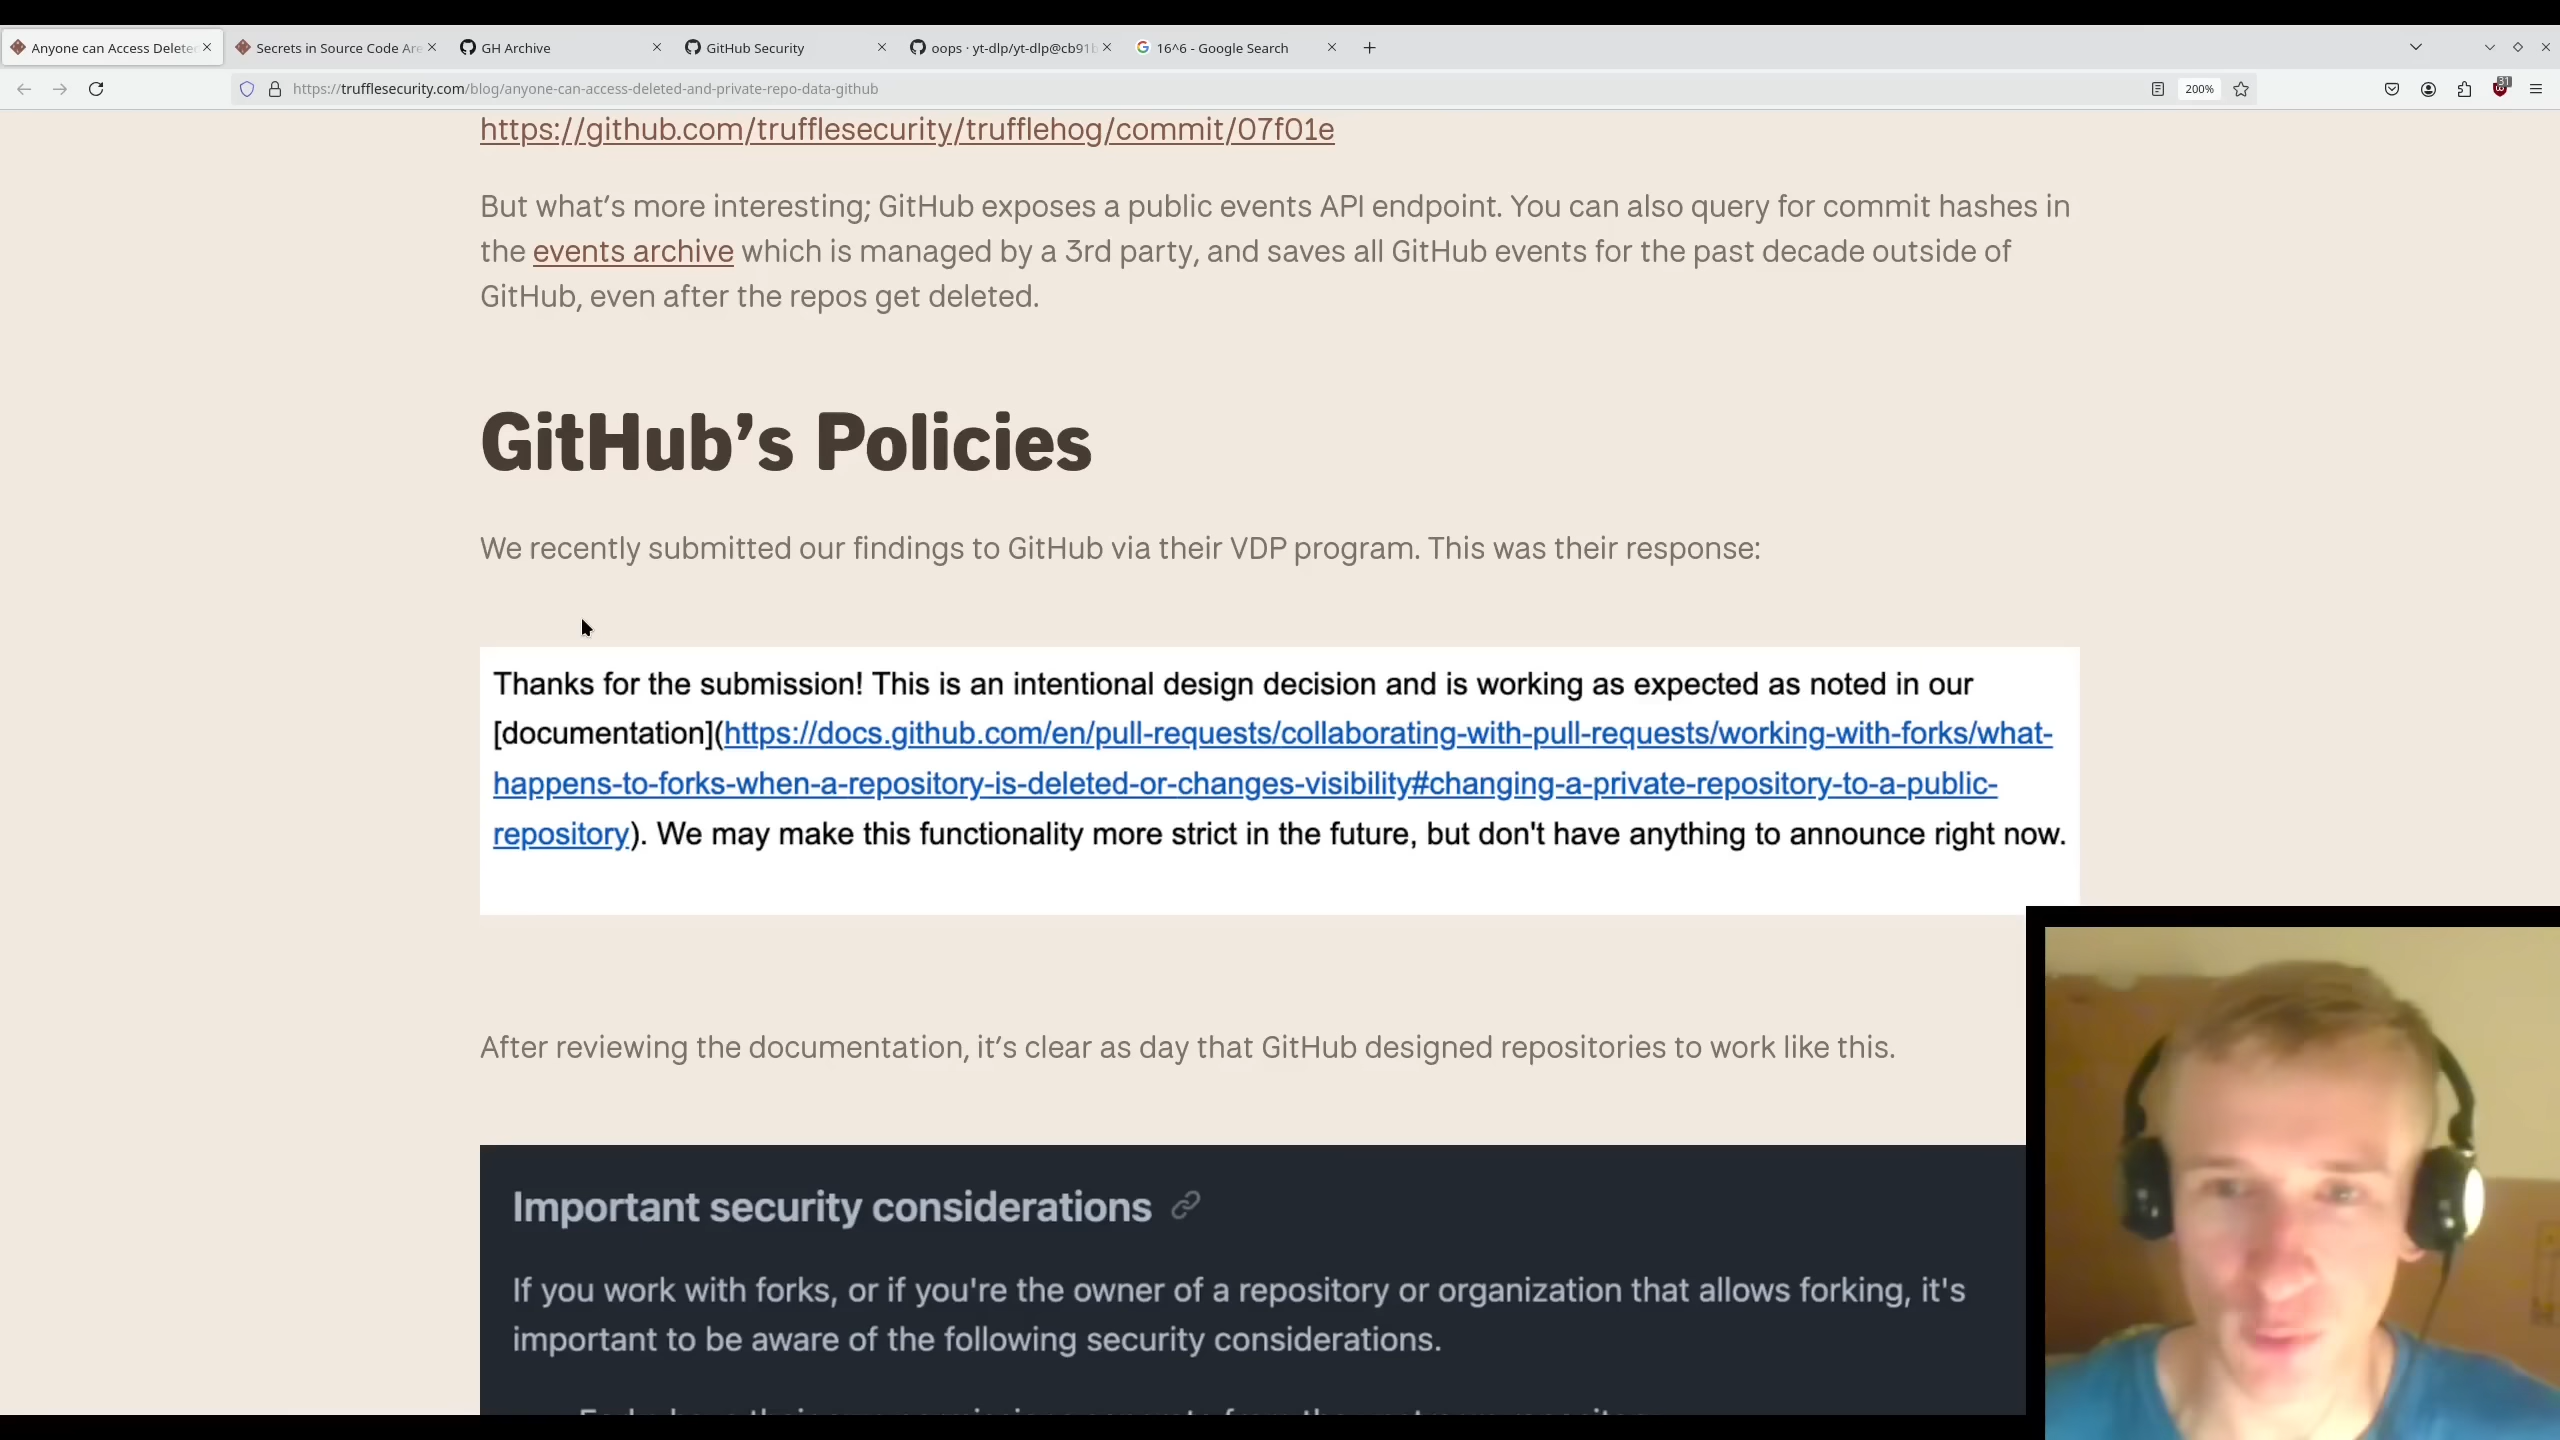 Anyone can Access Delete
Secrets in Source Code Are
GH Archive
GitHub Security
oops · yt-dlp/yt-dlp@cb91b
16^6 - Google Search
https://trufflesecurity.com/blog/anyone-can-access-deleted-and-private-repo-data-github
200%
31
https://github.com/trufflesecurity/trufflehog/commit/07f01e
But what’s more interesting; GitHub exposes a public events API endpoint. You can also query for commit hashes in
the events archive which is managed by a 3rd party, and saves all GitHub events for the past decade outside of
GitHub, even after the repos get deleted.
GitHub’s Policies
We recently submitted our findings to GitHub via their VDP program. This was their response:
Thanks for the submission! This is an intentional design decision and is working as expected as noted in our
[documentation](https://docs.github.com/en/pull-requests/collaborating-with-pull-requests/working-with-forks/what-
happens-to-forks-when-a-repository-is-deleted-or-changes-visibility#changing-a-private-repository-to-a-public-
repository). We may make this functionality more strict in the future, but don't have anything to announce right now.
After reviewing the documentation, it’s clear as day that GitHub designed repositories to work like this.
Important security considerations
If you work with forks, or if you're the owner of a repository or organization that allows forking, it's
important to be aware of the following security considerations.